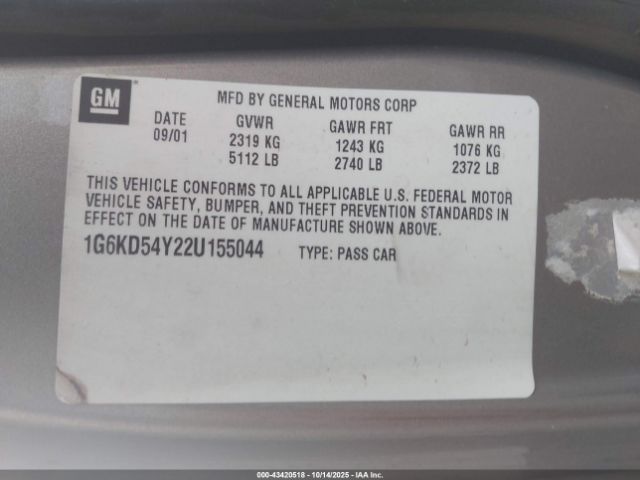 GM
MFD BY GENERAL MOTORS CORP
DATE GVWR GAWR FRT GAWR RR
09/01 2319 KG 1243 KG 1076 KG
5112 LB 2740 LB 2372 LB
THIS VEHICLE CONFORMS TO ALL APPLICABLE U.S. FEDERAL MOTOR
VEHICLE SAFETY, BUMPER, AND THEFT PREVENTION STANDARDS IN
EFFECT ON THE DATE OF MANUFACTURE SHOWN ABOVE.
1G6KD54Y22U155044 TYPE: PASS CAR
000-43420518 - 10/14/2025 - IAA Inc.